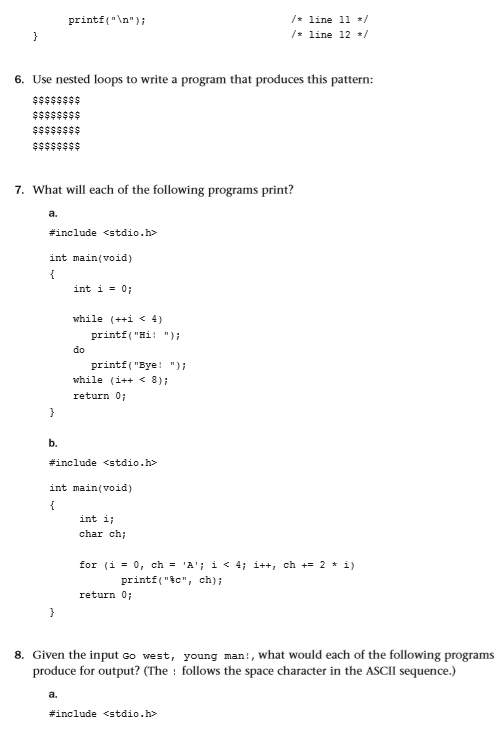 printf("\n"); /* line 11 */
} /* line 12 */
6. Use nested loops to write a program that produces this pattern:
$$$$$$$$
$$$$$$$$
$$$$$$$$
$$$$$$$$
7. What will each of the following programs print?
a.
#include <stdio.h>
int main(void)
{
int i = 0;
while (++i < 4)
printf("Hi! ");
do
printf("Bye! ");
while (i++ < 8);
return 0;
}
b.
#include <stdio.h>
int main(void)
{
int i;
char ch;
for (i = 0, ch = 'A'; i < 4; i++, ch += 2 * i)
printf("%c", ch);
return 0;
}
8. Given the input Go west, young man!, what would each of the following programs
produce for output? (The ! follows the space character in the ASCII sequence.)
a.
#include <stdio.h>